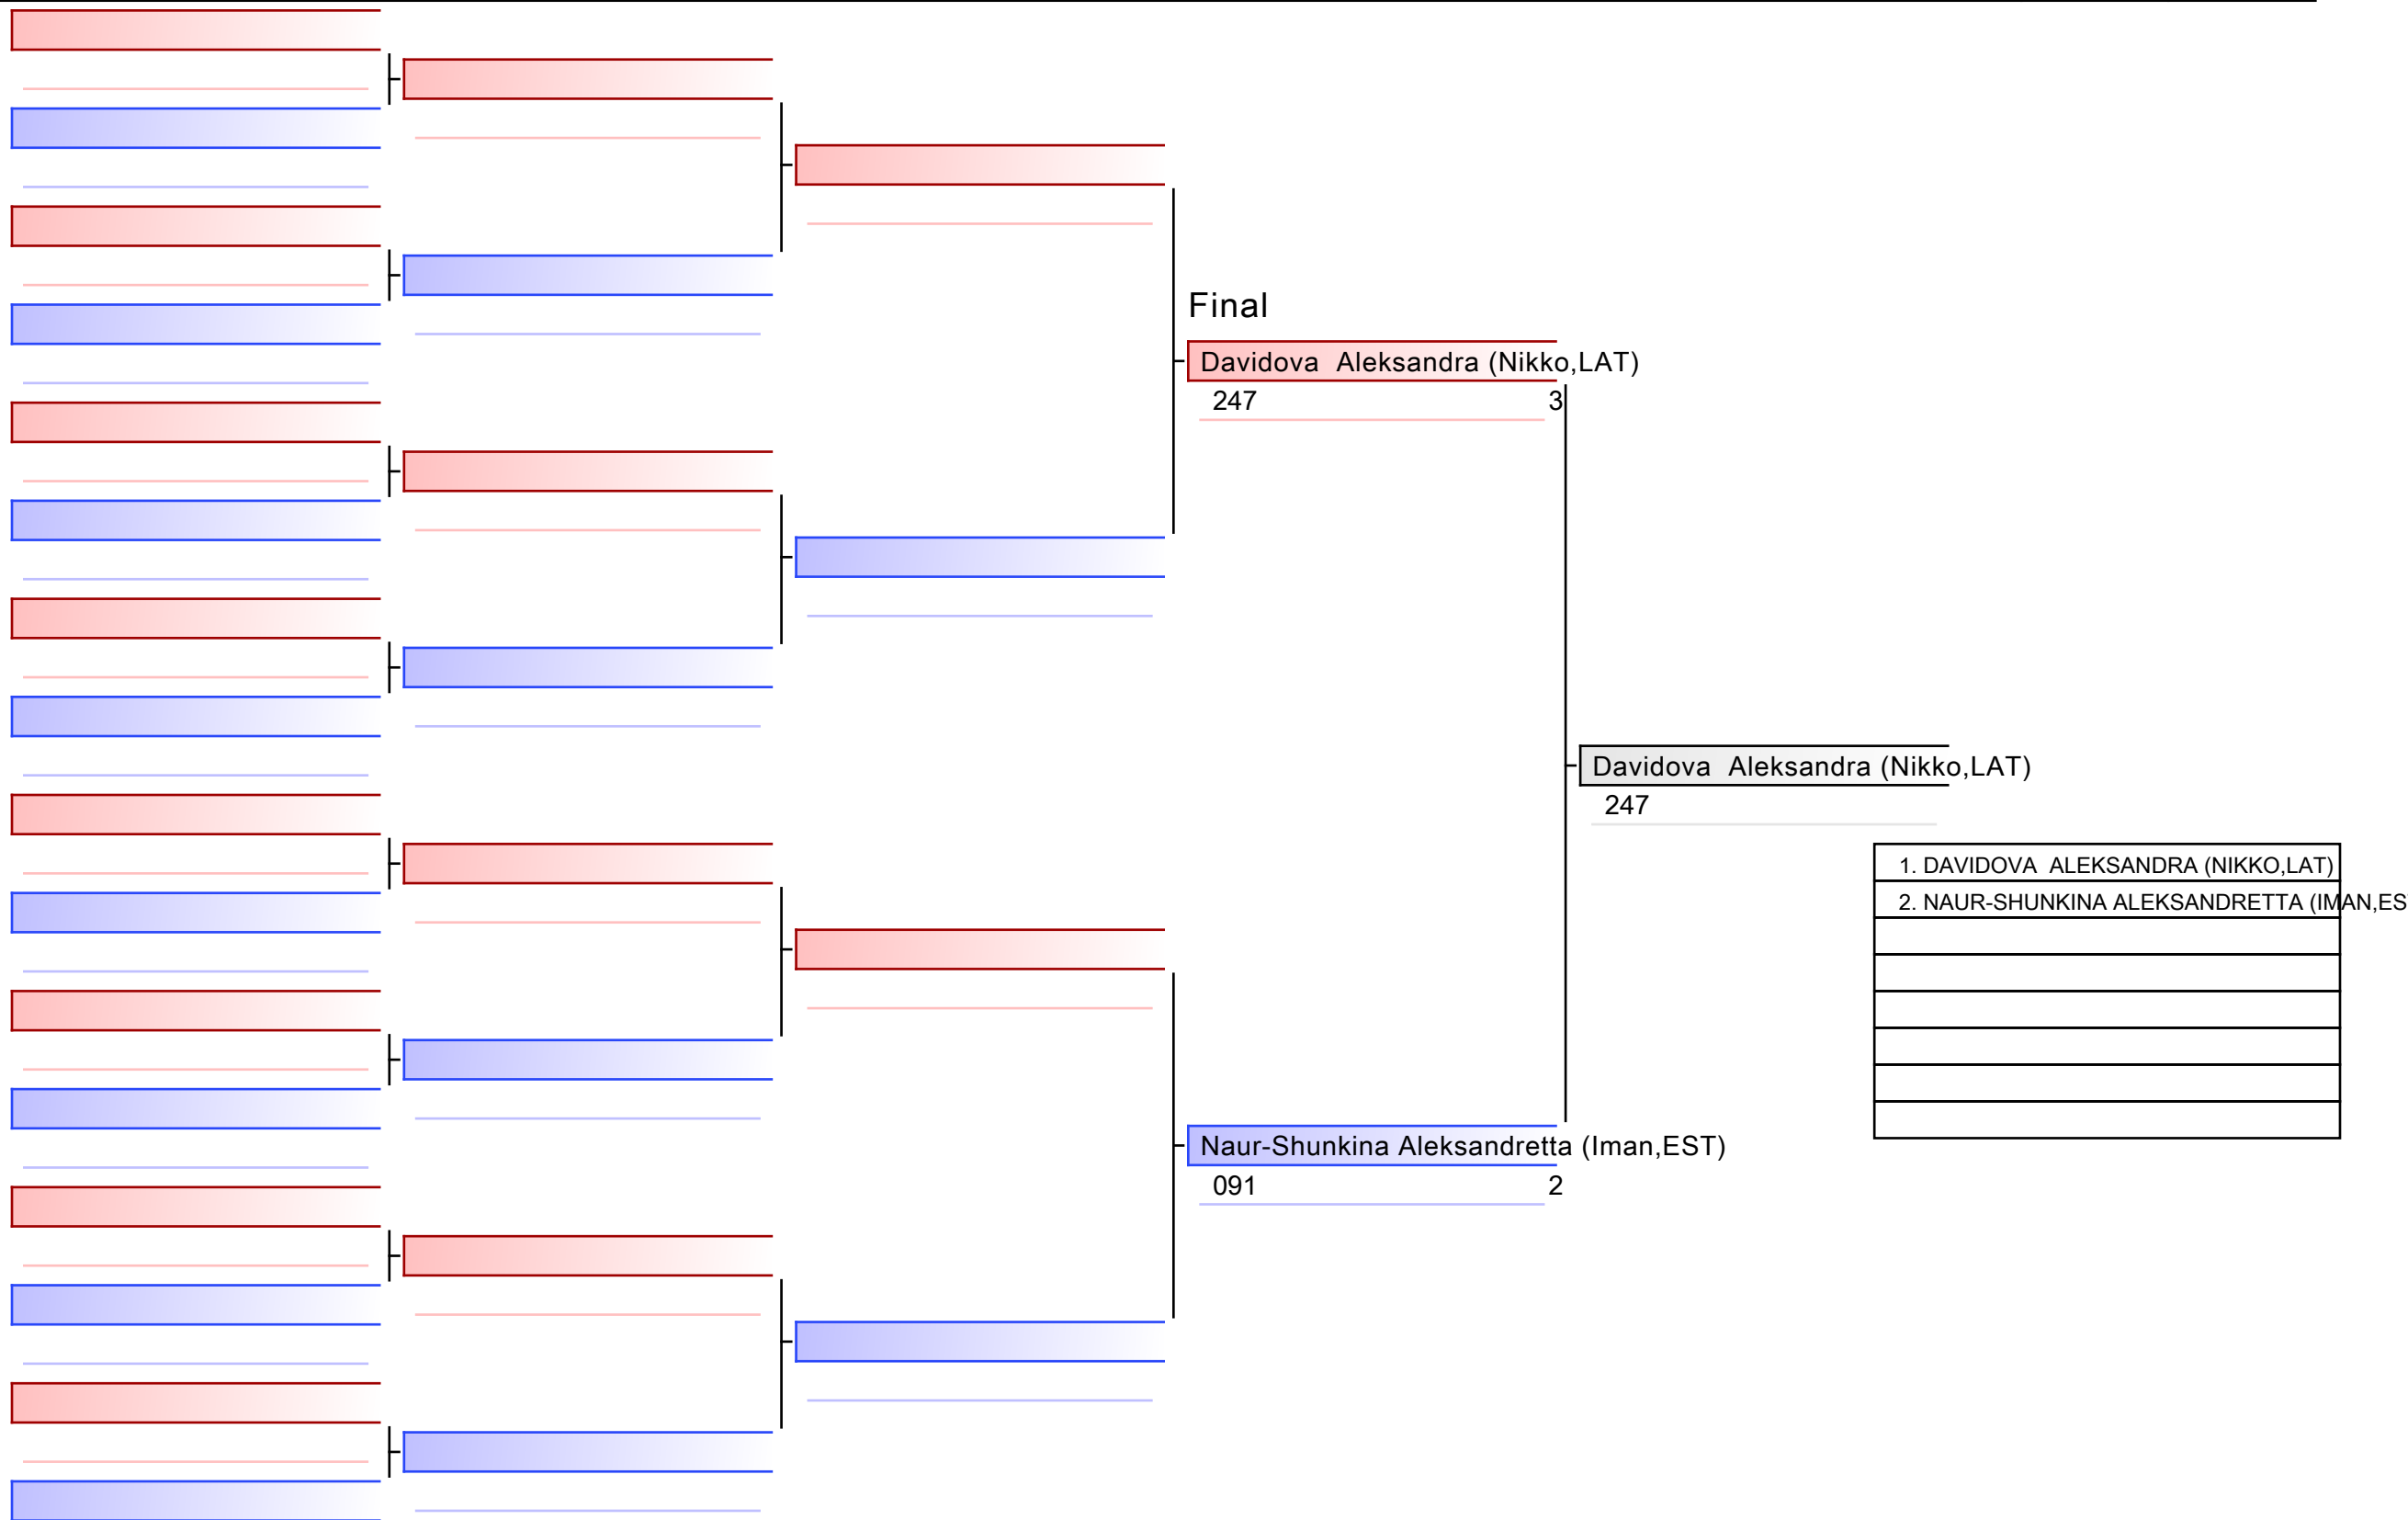 Final
Davidova  Aleksandra (Nikko,LAT)
247 3
Davidova  Aleksandra (Nikko,LAT)
247
1. DAVIDOVA  ALEKSANDRA (NIKKO,LAT)
2. NAUR-SHUNKINA ALEKSANDRETTA (IMAN,ES
Naur-Shunkina Aleksandretta (Iman,EST)
091 2